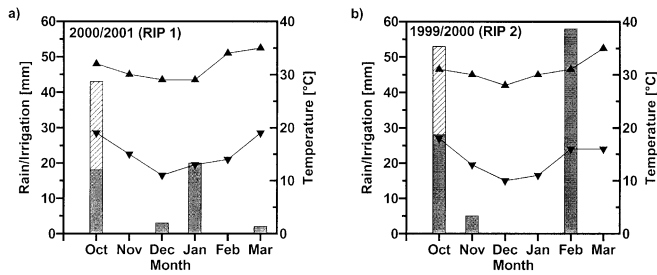 a)
2000/2001 (RIP 1)
Rain/Irrigation [mm]
60
50
40
30
20
10
0
Oct Nov Dec Jan Feb Mar
Month
40
30
20
10
0
Temperature [°C]
b)
1999/2000 (RIP 2)
Rain/Irrigation [mm]
60
50
40
30
20
10
0
Oct Nov Dec Jan Feb Mar
Month
40
30
20
10
0
Temperature [°C]